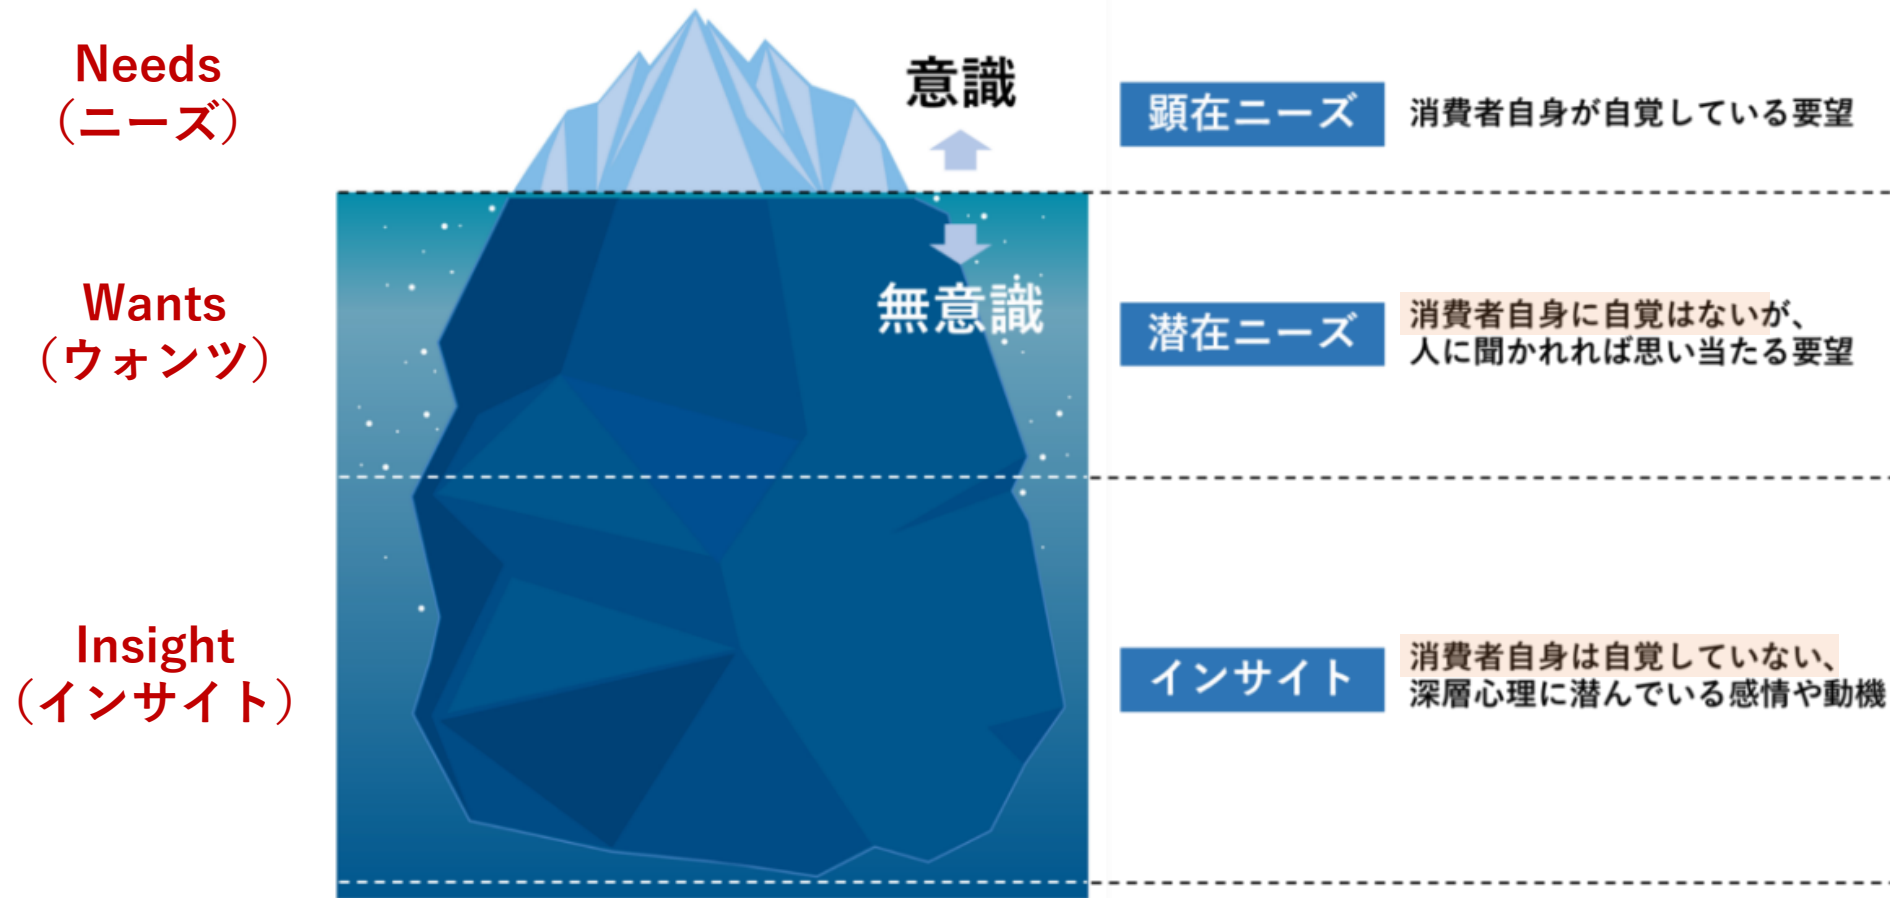 Needs
(ニーズ)
意識
顕在ニーズ
消費者自身が自覚している要望
Wants
(ウォンツ)
無意識
潜在ニーズ
消費者自身に自覚はないが、
人に聞かれれば思い当たる要望
Insight
(インサイト)
インサイト
消費者自身は自覚していない、
深層心理に潜んでいる感情や動機